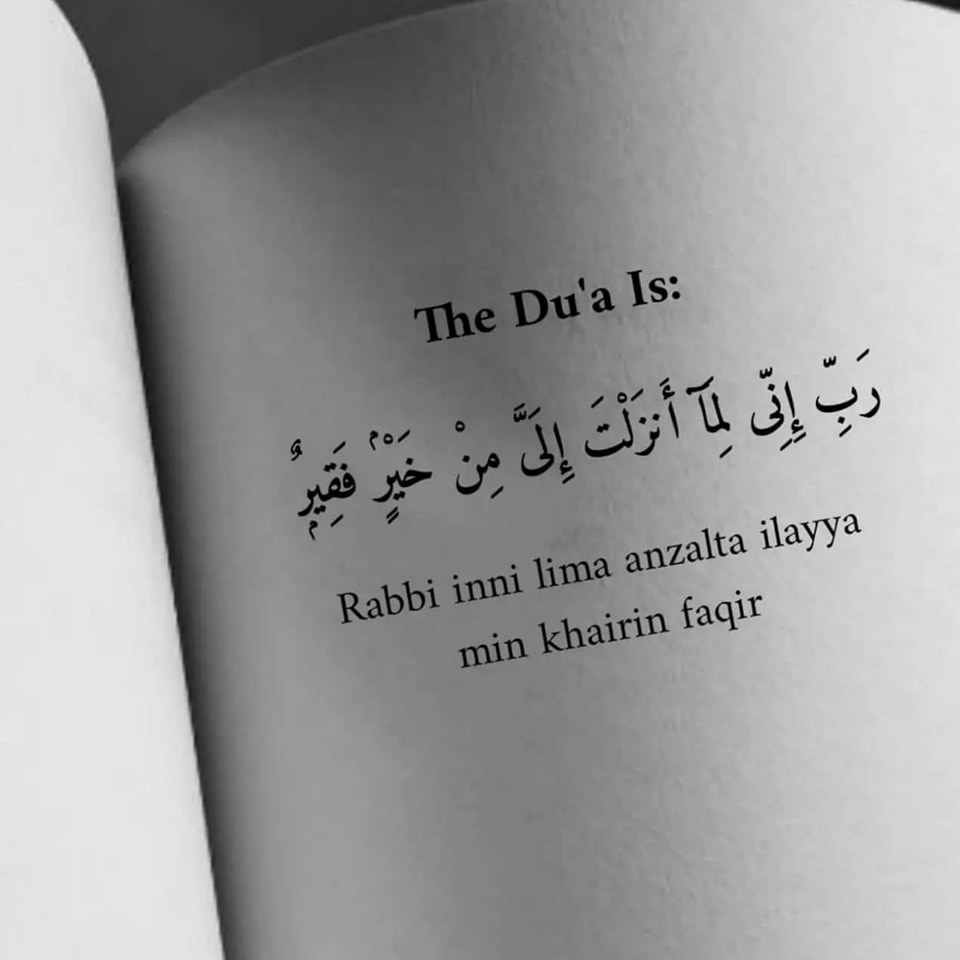 The Du'a Is:
رَبِّ إِنِّى لِمَآ أَنزَلْتَ إِلَىَّ مِنْ خَيْرٍ فَقِيرٌ
Rabbi inni lima anzalta ilayya
min khairin faqir